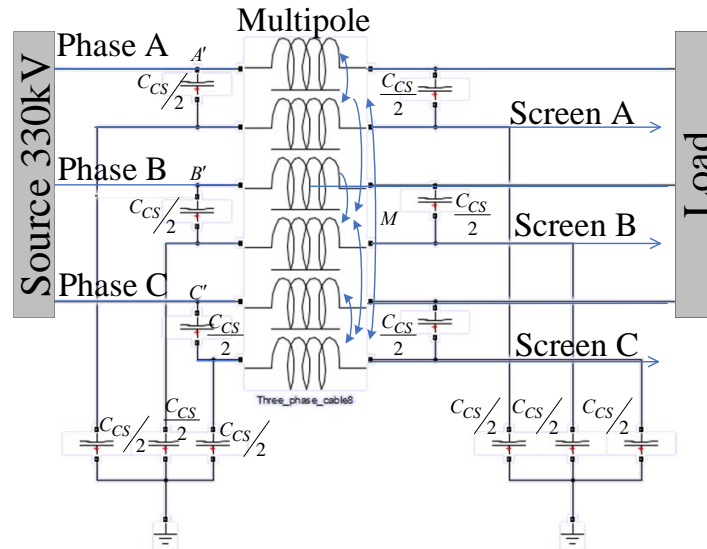 Multipole
Source 330kV
Phase A
A′
C_CS/2
C_CS/2
Screen A
Phase B
B′
C_CS/2
C_CS/2
M
Screen B
Load
Phase C
C′
C_CS/2
C_CS/2
Screen C
Three_phase_cable8
C_CS/2
C_CS/2
C_CS/2
C_CS/2
C_CS/2
C_CS/2